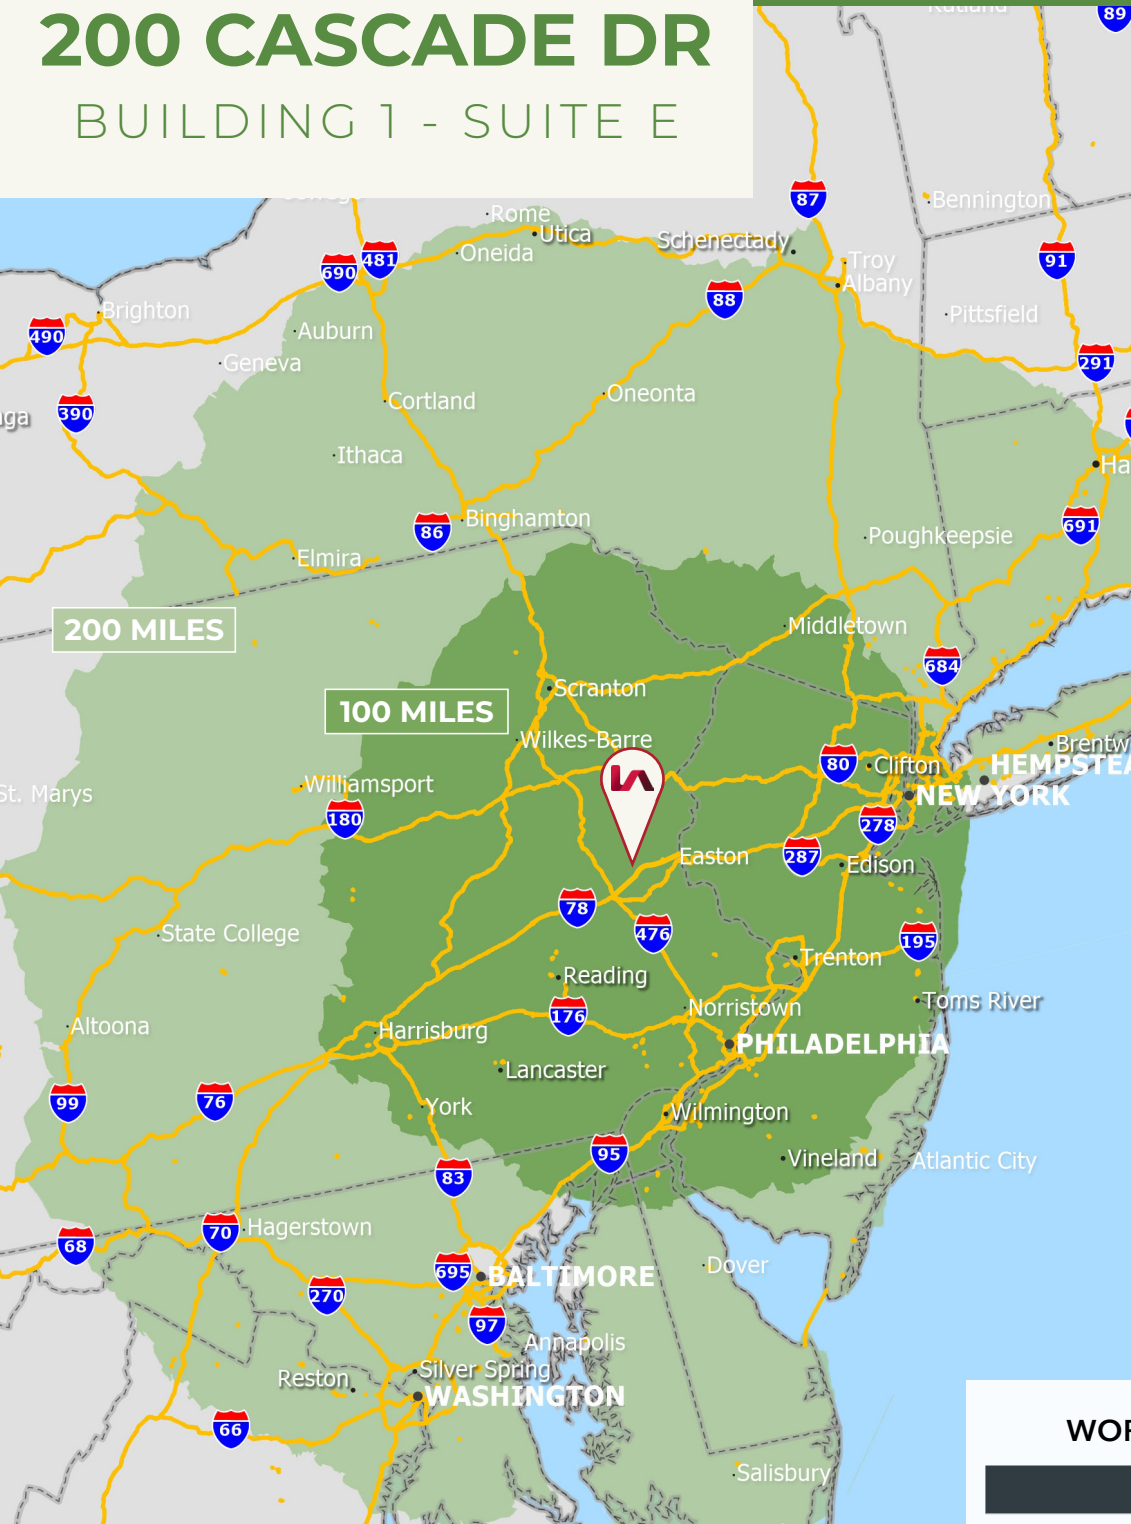 200 CASCADE DR
BUILDING 1 - SUITE E
89
87
Bennington
Rome
Utica
Schenectady
481
690
Oneida
Troy
91
Albany
88
Brighton
Pittsfield
490
Auburn
Geneva
291
390
Cortland
Oneonta
Ithaca
Binghamton
86
691
Poughkeepsie
Elmira
200 MILES
Middletown
684
Scranton
100 MILES
Wilkes-Barre
80
Clifton
Williamsport
St. Marys
NEW YORK
180
278
Easton
287
Edison
78
476
State College
195
Trenton
Reading
Toms River
176
Norristown
Altoona
Harrisburg
PHILADELPHIA
Lancaster
99
76
York
Wilmington
95
Vineland
Atlantic City
83
70
Hagerstown
68
Dover
695
BALTIMORE
270
97
Annapolis
Silver Spring
Reston
WASHINGTON
66
Salisbury